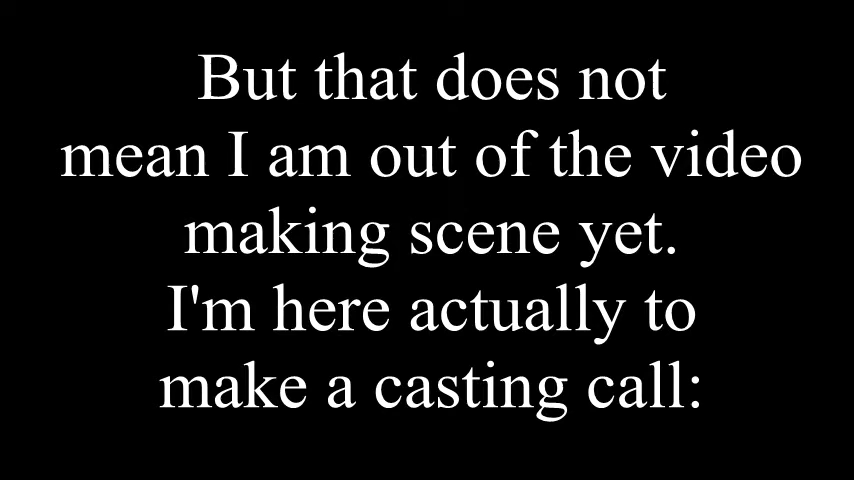 But that does not
mean I am out of the video
making scene yet.
I'm here actually to
make a casting call: